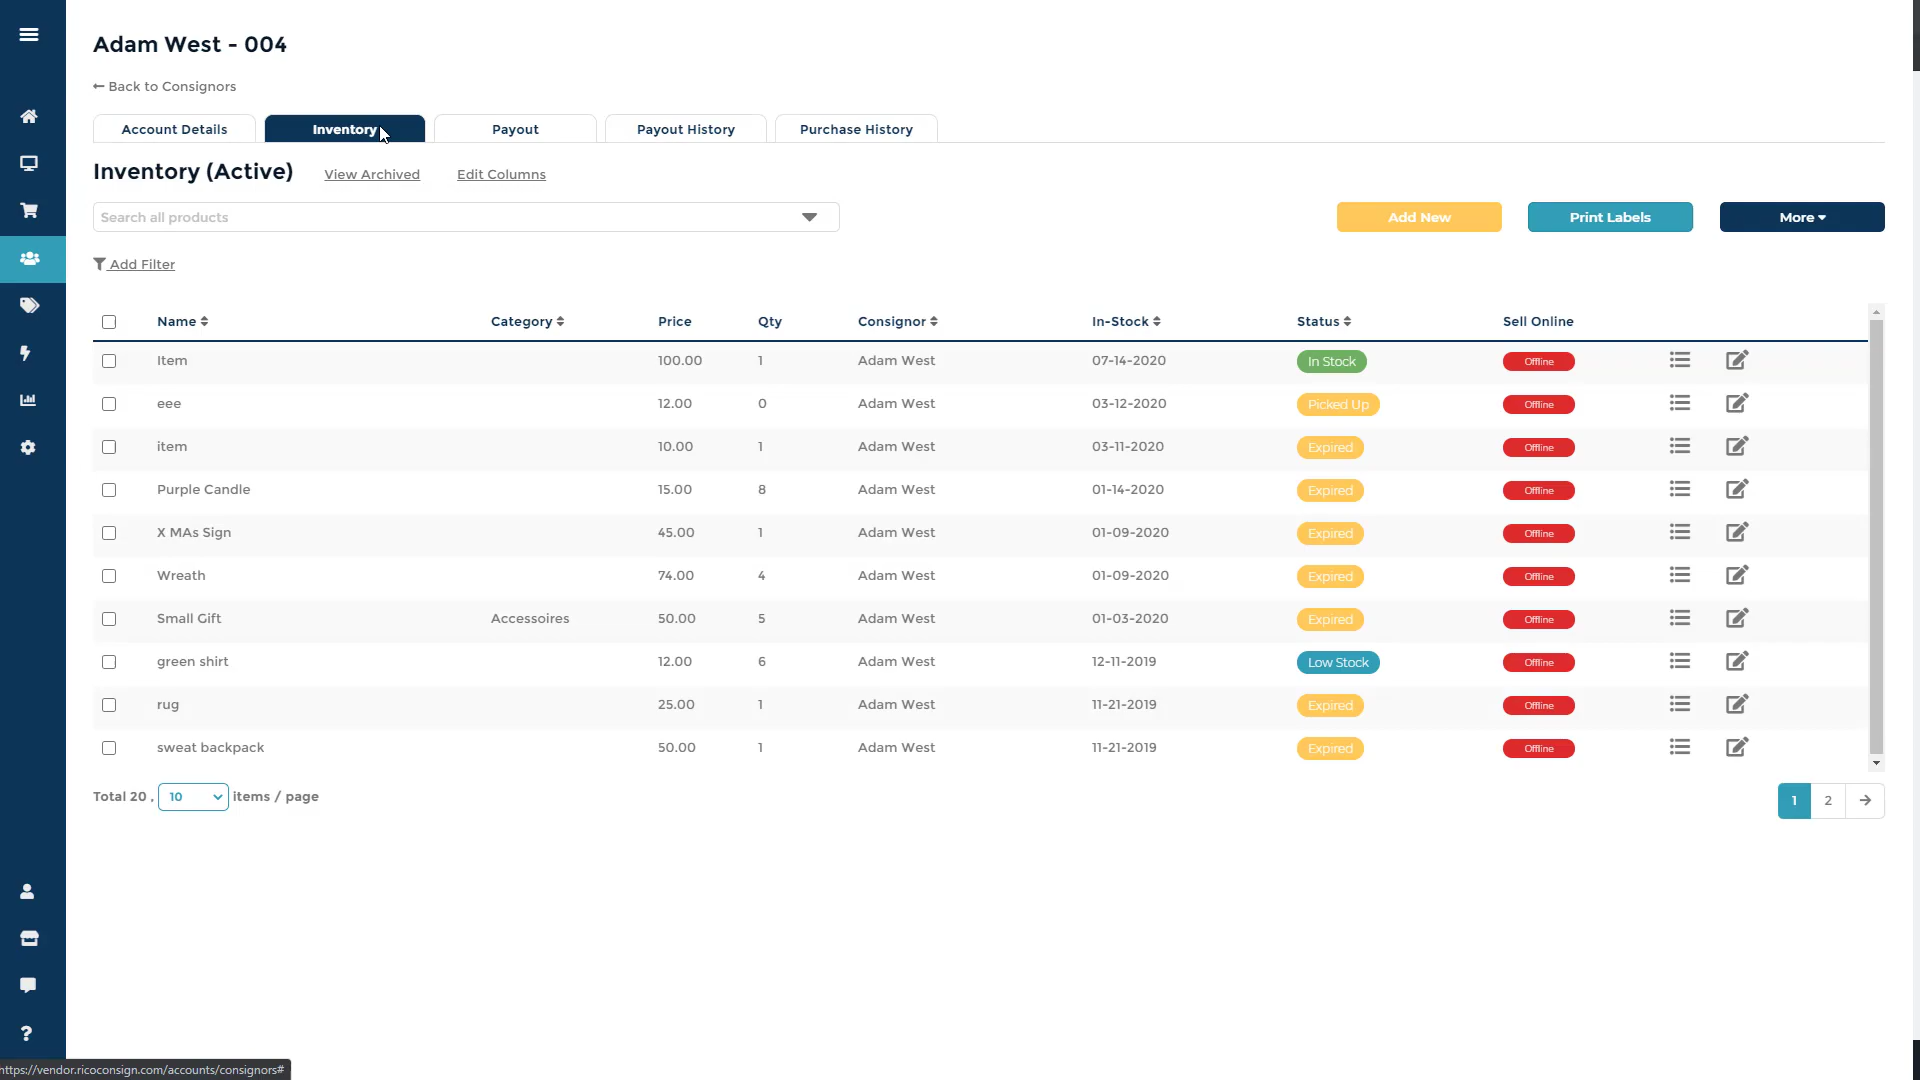 Adam West - 004
← Back to Consignors
Account Details Inventory Payout Payout History Purchase History
Inventory (Active) View Archived Edit Columns
Search all products Add New Print Labels More
Add Filter
Name Category Price Qty Consignor In-Stock Status Sell Online
Item 100.00 1 Adam West 07-14-2020 In Stock Offline
eee 12.00 0 Adam West 03-12-2020 Picked Up Offline
item 10.00 1 Adam West 03-11-2020 Expired Offline
Purple Candle 15.00 8 Adam West 01-14-2020 Expired Offline
X MAs Sign 45.00 1 Adam West 01-09-2020 Expired Offline
Wreath 74.00 4 Adam West 01-09-2020 Expired Offline
Small Gift Accessoires 50.00 5 Adam West 01-03-2020 Expired Offline
green shirt 12.00 6 Adam West 12-11-2019 Low Stock Offline
rug 25.00 1 Adam West 11-21-2019 Expired Offline
sweat backpack 50.00 1 Adam West 11-21-2019 Expired Offline
Total 20 , 10 items / page 1 2 →
https://vendor.ricoconsign.com/accounts/consignors#